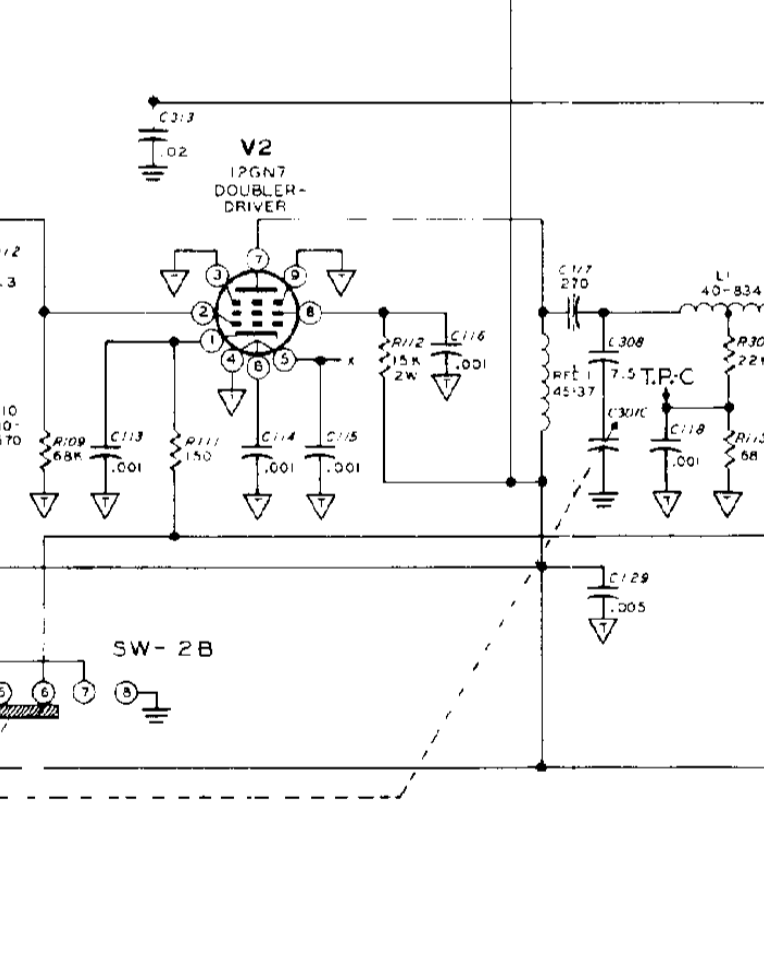 C313
.02
V2
12GN7
DOUBLER-
DRIVER
7
3
9
2
8
1
4
6
5
x
R112
15K
2W
C116
.001
C117
270
L1
40-834
C308
7.5
RFC1
45-37
T.P.-C
C301C
C118
.001
R109
68K
C113
.001
R111
150
C114
.001
C115
.001
68
T
T
T
T
T
T
T
T
T
T
T
C129
.005
T
SW-2B
5
6
7
8